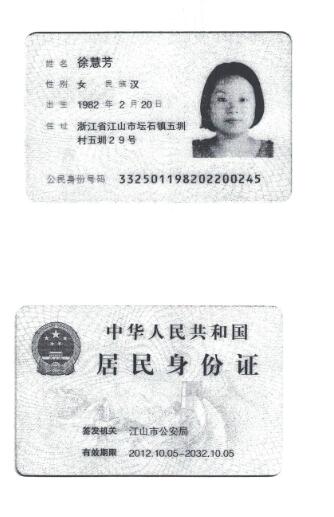 姓名 徐慧芳
性别 女 民族 汉
出生 1982 年 2 月 20 日
住址 浙江省江山市坛石镇五圳
村五圳29号
公民身份号码 332501198202200245
中华人民共和国
居民身份证
签发机关 江山市公安局
有效期限 2012.10.05-2032.10.05